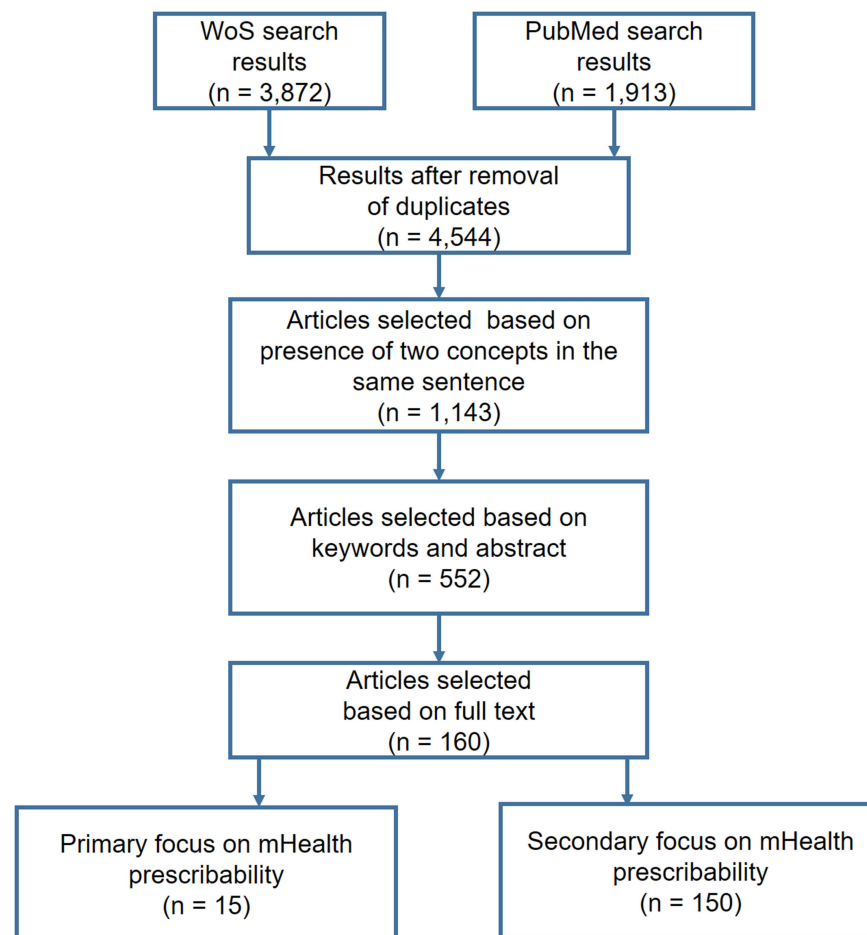 WoS search
results
(n = 3,872)
PubMed search
results
(n = 1,913)
Results after removal
of duplicates
(n = 4,544)
Articles selected  based on
presence of two concepts in the
same sentence
(n = 1,143)
Articles selected based on
keywords and abstract
(n = 552)
Articles selected
based on full text
(n = 160)
Primary focus on mHealth
prescribability
(n = 15)
Secondary focus on mHealth
prescribability
(n = 150)